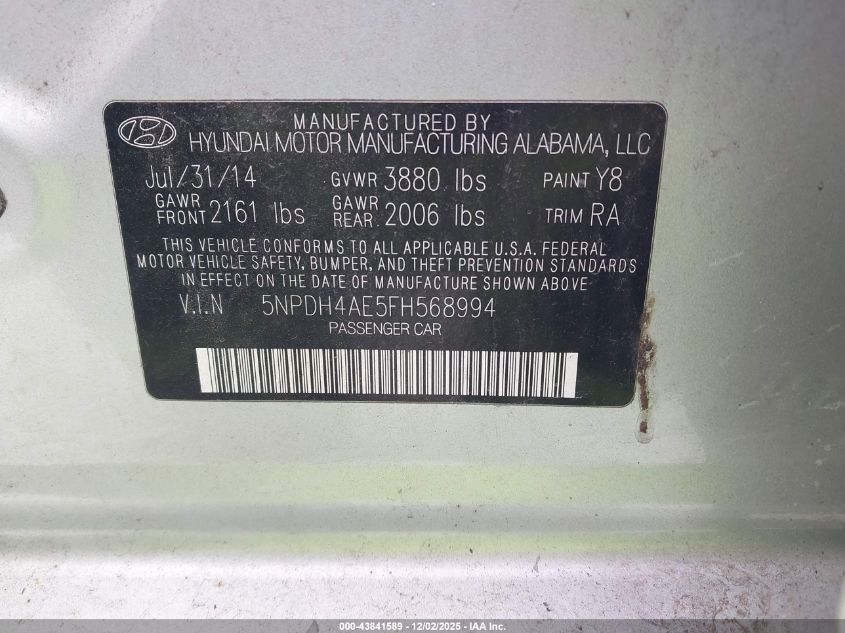 MANUFACTURED BY
HYUNDAI MOTOR MANUFACTURING ALABAMA, LLC
Jul/31/14 GVWR 3880 lbs PAINT Y8
GAWR FRONT 2161 lbs GAWR REAR 2006 lbs TRIM RA
THIS VEHICLE CONFORMS TO ALL APPLICABLE U.S.A. FEDERAL
MOTOR VEHICLE SAFETY, BUMPER, AND THEFT PREVENTION STANDARDS
IN EFFECT ON THE DATE OF MANUFACTURE SHOWN ABOVE
V.I.N 5NPDH4AE5FH568994
PASSENGER CAR
000-43841589 - 12/02/2025 - IAA Inc.